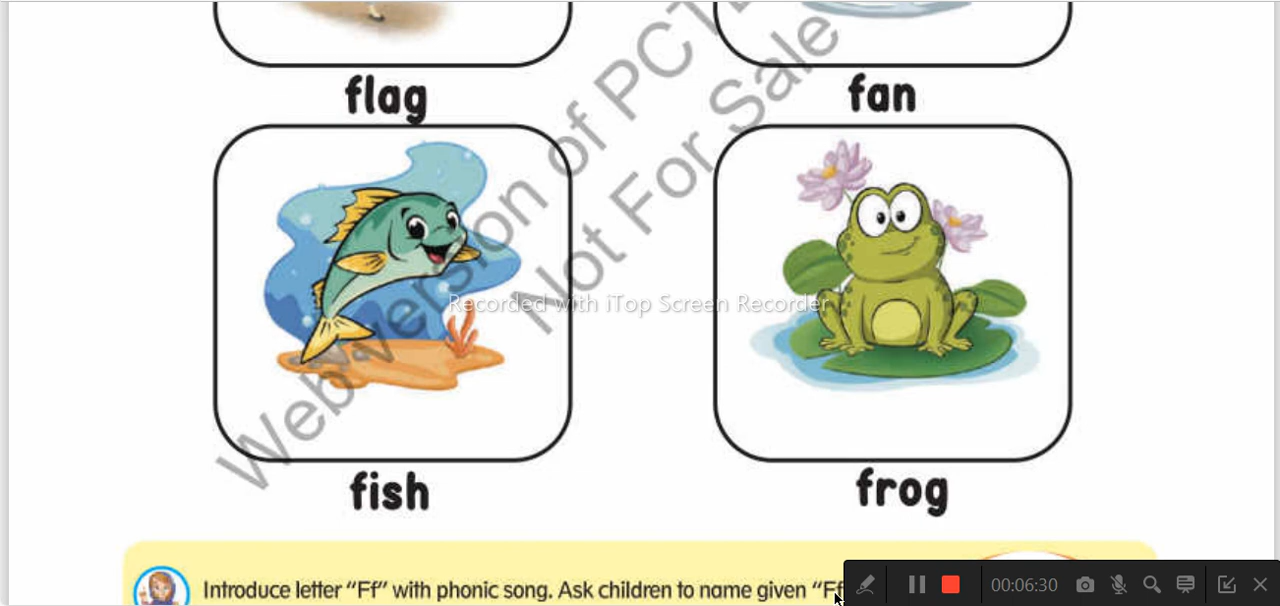 flag
fan
Web Version of PCT
Not For Sale
Recorded with iTop Screen Recorder
fish
frog
Introduce letter “Ff” with phonic song. Ask children to name given “Ff
00:06:30